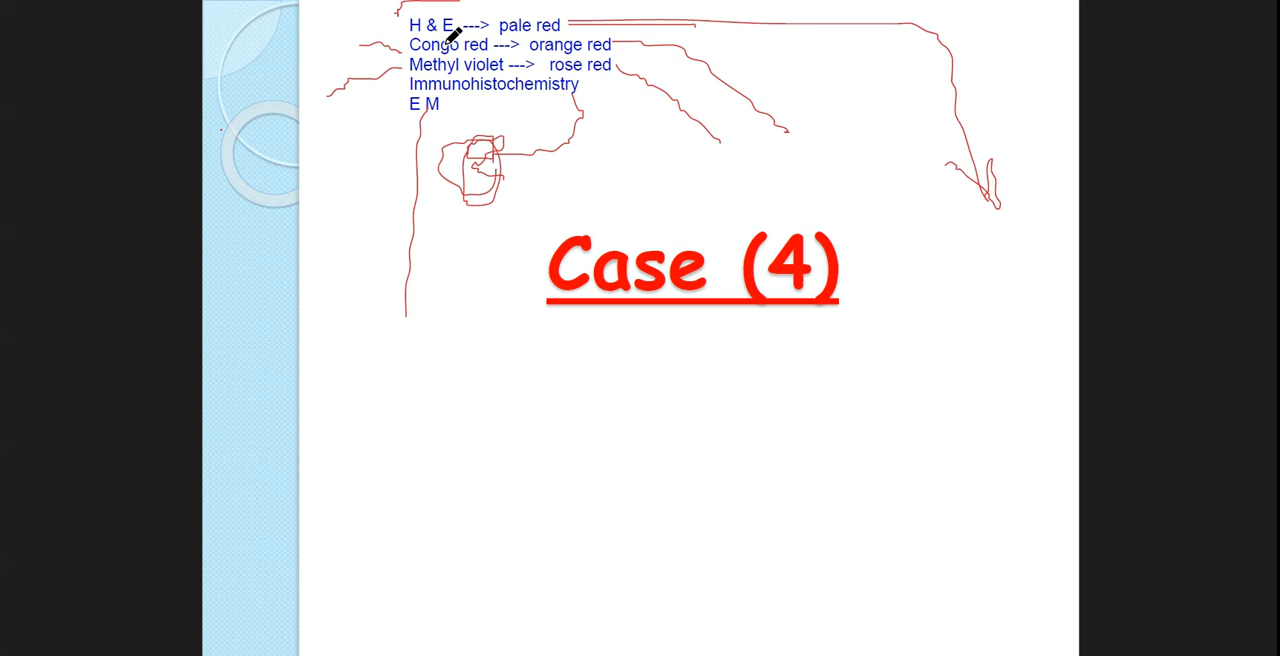 H & E ---> pale red
Congo red ---> orange red
Methyl violet ---> rose red
Immunohistochemistry
E M
Case (4)